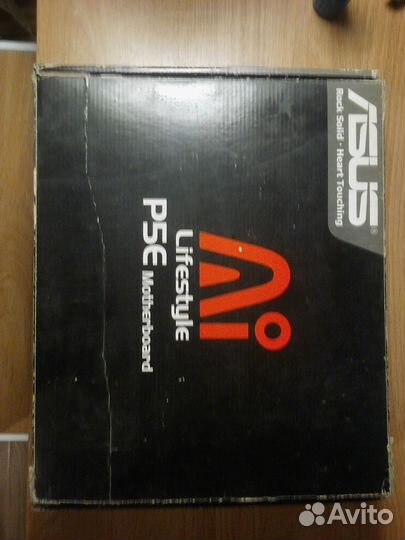 ASUS®
Rock Solid · Heart Touching
Ai
Lifestyle
P5E Motherboard
Avito